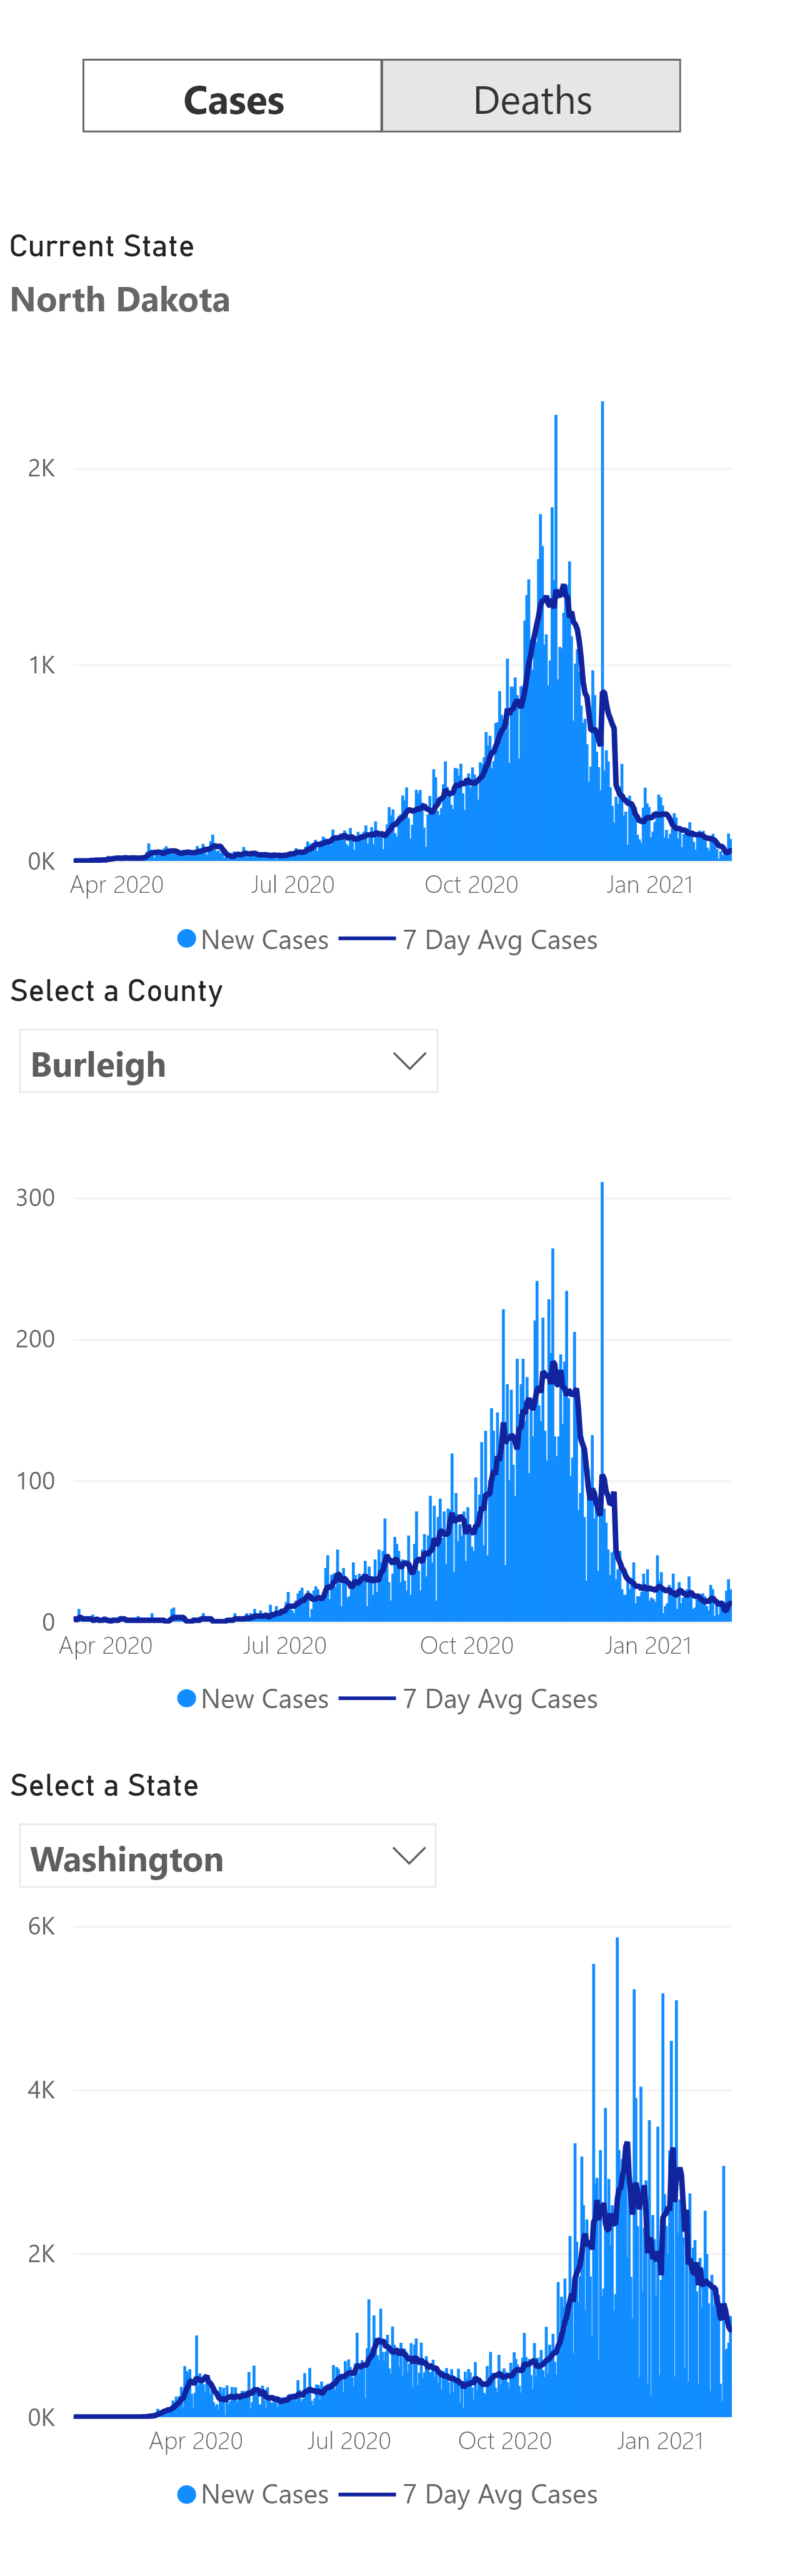 Cases Deaths
Current State
North Dakota
2K
1K
0K
Apr 2020 Jul 2020 Oct 2020 Jan 2021
New Cases 7 Day Avg Cases
Select a County
Burleigh
300
200
100
0
Apr 2020 Jul 2020 Oct 2020 Jan 2021
New Cases 7 Day Avg Cases
Select a State
Washington
6K
4K
2K
0K
Apr 2020 Jul 2020 Oct 2020 Jan 2021
New Cases 7 Day Avg Cases